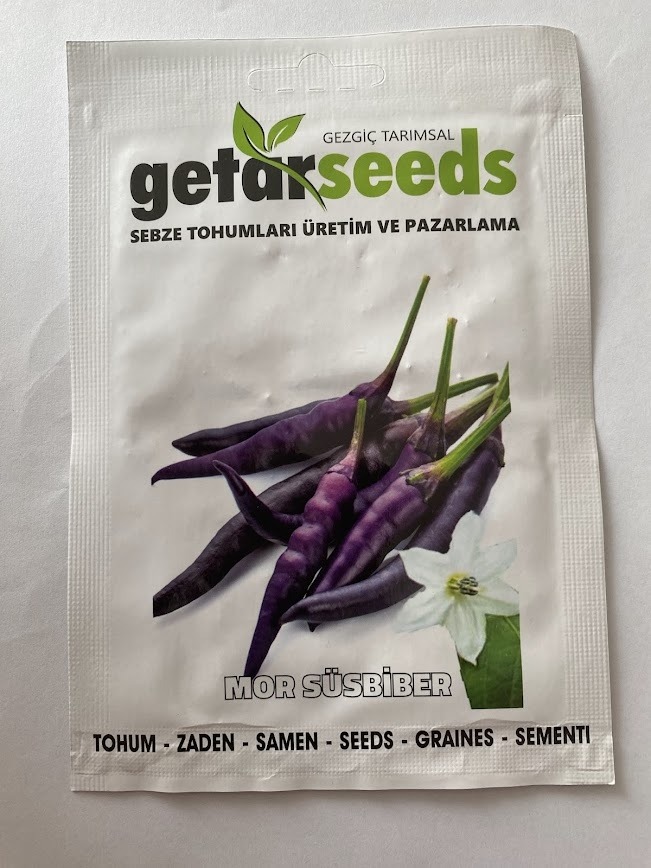 GEZGİÇ TARIMSAL
getarseeds
SEBZE TOHUMLARI ÜRETİM VE PAZARLAMA
MOR SÜSBİBER
TOHUM - ZADEN - SAMEN - SEEDS - GRAINES - SEMENTI